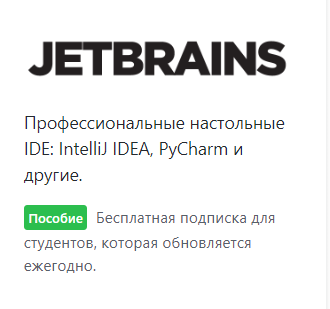 JETBRAINS
Профессиональные настольные
IDE: IntelliJ IDEA, PyCharm и
другие.
Пособие Бесплатная подписка для
студентов, которая обновляется
ежегодно.